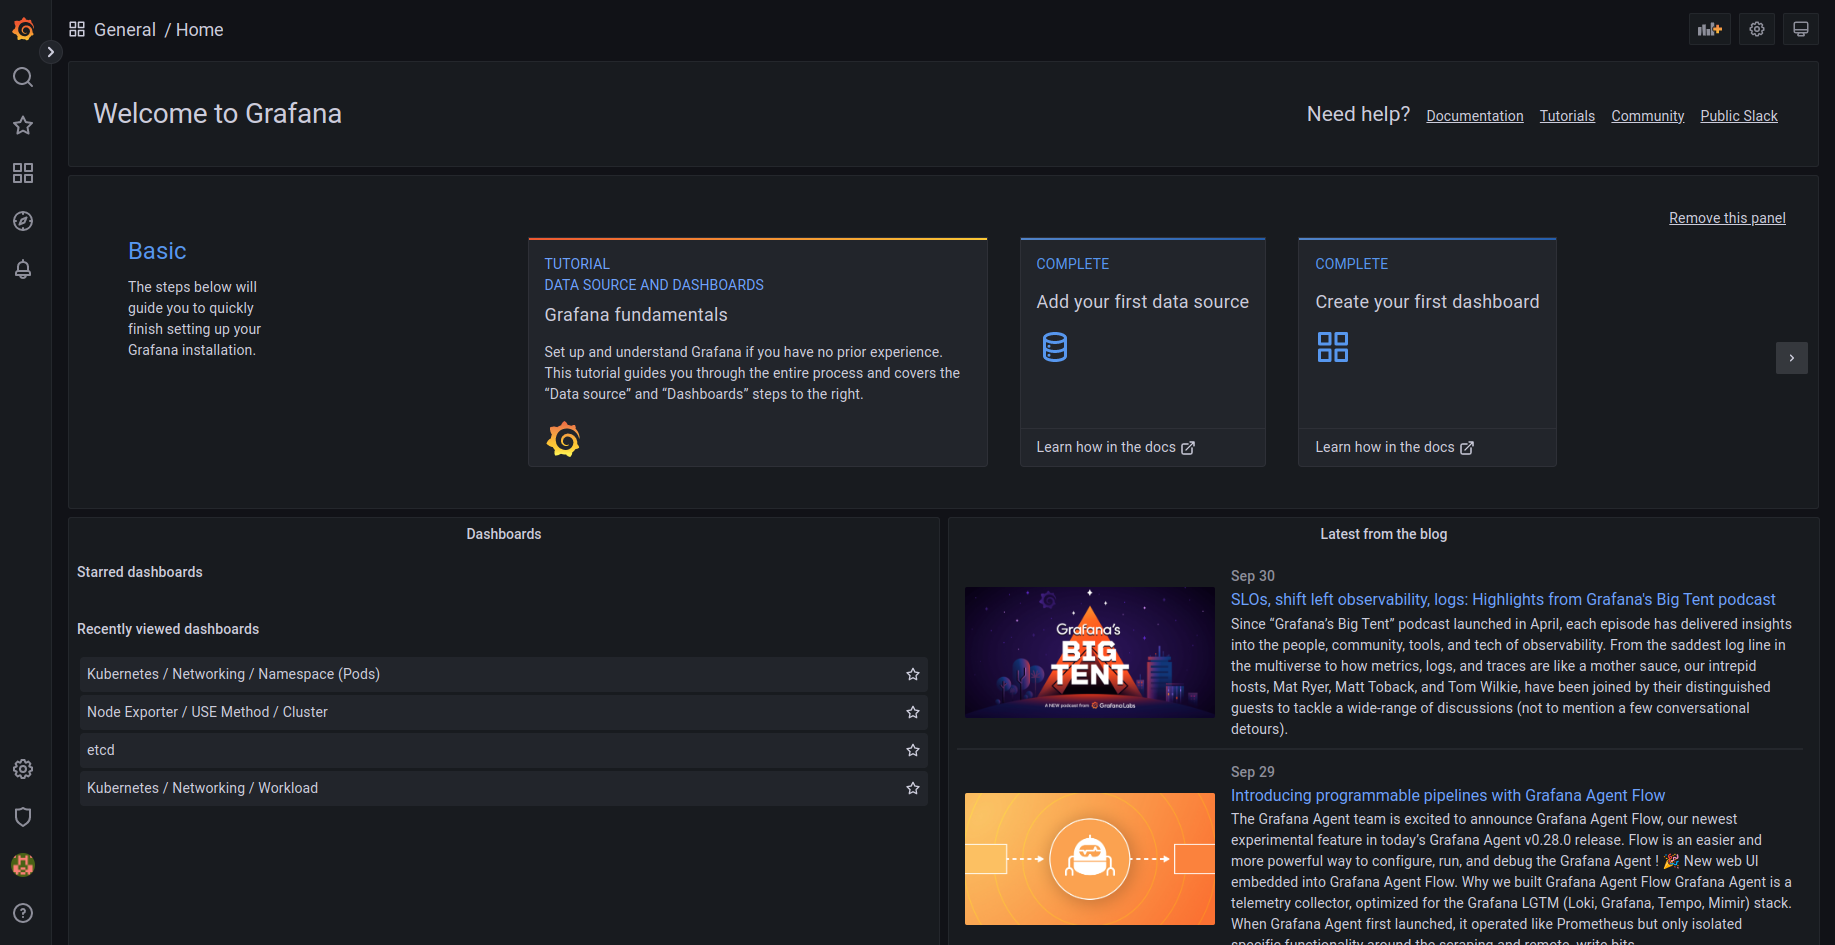 General / Home
Welcome to Grafana
Need help? Documentation Tutorials Community Public Slack
Remove this panel
Basic
The steps below will
guide you to quickly
finish setting up your
Grafana installation.
TUTORIAL
DATA SOURCE AND DASHBOARDS
Grafana fundamentals
Set up and understand Grafana if you have no prior experience.
This tutorial guides you through the entire process and covers the
“Data source” and “Dashboards” steps to the right.
COMPLETE
Add your first data source
Learn how in the docs
COMPLETE
Create your first dashboard
Learn how in the docs
Dashboards
Starred dashboards
Recently viewed dashboards
Kubernetes / Networking / Namespace (Pods)
Node Exporter / USE Method / Cluster
etcd
Kubernetes / Networking / Workload
Latest from the blog
Grafana's
BIG
TENT
A NEW podcast from Grafana Labs
Sep 30
SLOs, shift left observability, logs: Highlights from Grafana's Big Tent podcast
Since “Grafana’s Big Tent” podcast launched in April, each episode has delivered insights
into the people, community, tools, and tech of observability. From the saddest log line in
the multiverse to how metrics, logs, and traces are like a mother sauce, our intrepid
hosts, Mat Ryer, Matt Toback, and Tom Wilkie, have been joined by their distinguished
guests to tackle a wide-range of discussions (not to mention a few conversational
detours).
Sep 29
Introducing programmable pipelines with Grafana Agent Flow
The Grafana Agent team is excited to announce Grafana Agent Flow, our newest
experimental feature in today’s Grafana Agent v0.28.0 release. Flow is an easier and
more powerful way to configure, run, and debug the Grafana Agent ! 🎉 New web UI
embedded into Grafana Agent Flow. Why we built Grafana Agent Flow Grafana Agent is a
telemetry collector, optimized for the Grafana LGTM (Loki, Grafana, Tempo, Mimir) stack.
When Grafana Agent first launched, it operated like Prometheus but only isolated
specific functionality around the scraping and remote_write bits